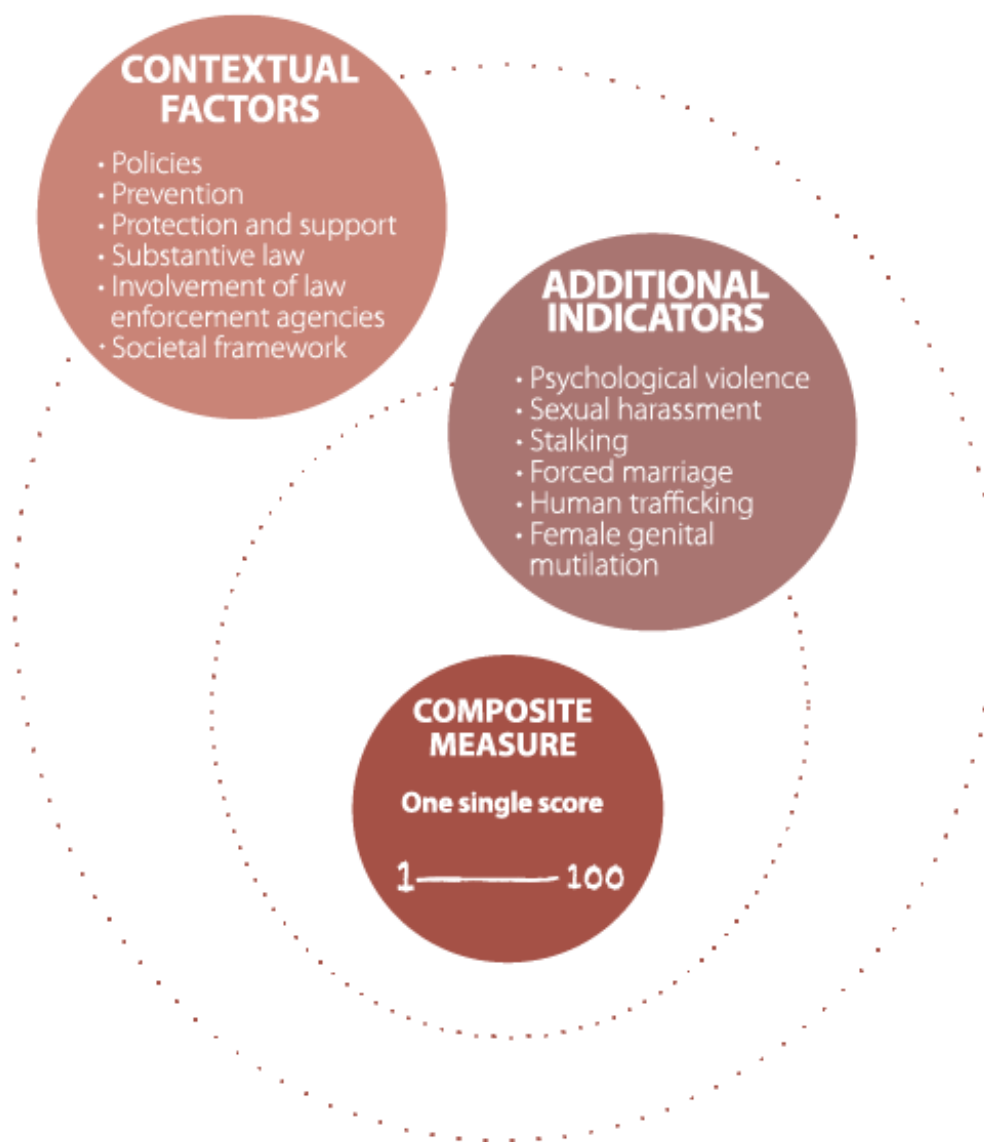 CONTEXTUAL
FACTORS
• Policies
• Prevention
• Protection and support
• Substantive law
• Involvement of law
enforcement agencies
• Societal framework
ADDITIONAL
INDICATORS
• Psychological violence
• Sexual harassment
• Stalking
• Forced marriage
• Human trafficking
• Female genital
mutilation
COMPOSITE
MEASURE
One single score
1 100